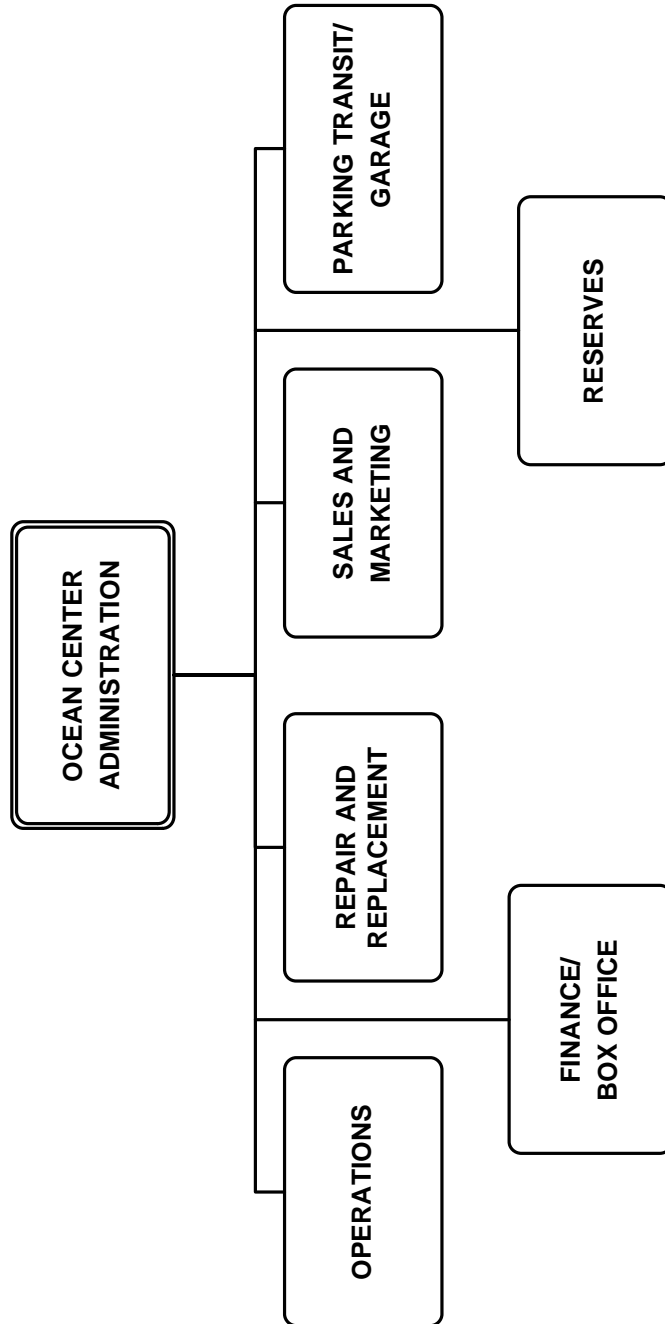 OCEAN CENTER
ADMINISTRATION
OPERATIONS
REPAIR AND
REPLACEMENT
SALES AND
MARKETING
PARKING TRANSIT/
GARAGE
FINANCE/
BOX OFFICE
RESERVES